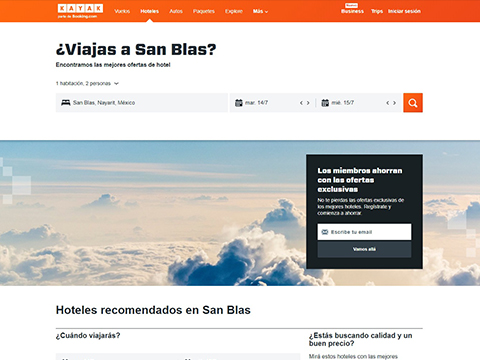 KAYAK
parte de Booking.com
Vuelos
Hoteles
Autos
Paquetes
Explore
Más
Nuevo
Business
Trips
Iniciar sesión
¿Viajas a San Blas?
Encontramos las mejores ofertas de hotel
1 habitación, 2 personas
San Blas, Nayarit, México
mar. 14/7
mié. 15/7
Los miembros ahorran
con las ofertas
exclusivas
No te pierdas las ofertas exclusivas de
los mejores hoteles. Regístrate y
comienza a ahorrar.
Escribe tu email
Vamos allá
Hoteles recomendados en San Blas
¿Cuándo viajarás?
¿Estás buscando calidad y un
buen precio?
Mirá estos hoteles con las mejores